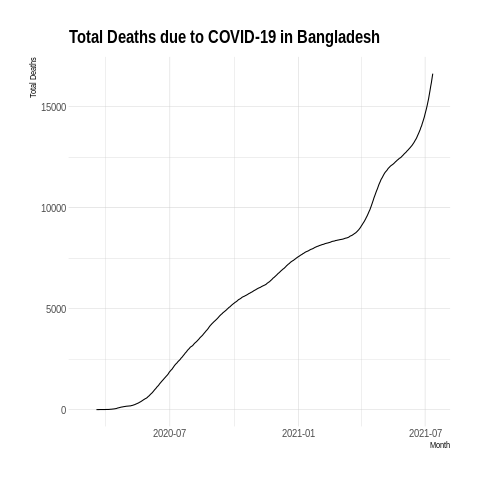 Total Deaths due to COVID-19 in Bangladesh
Total Deaths
15000
10000
5000
0
2020-07
2021-01
2021-07
Month